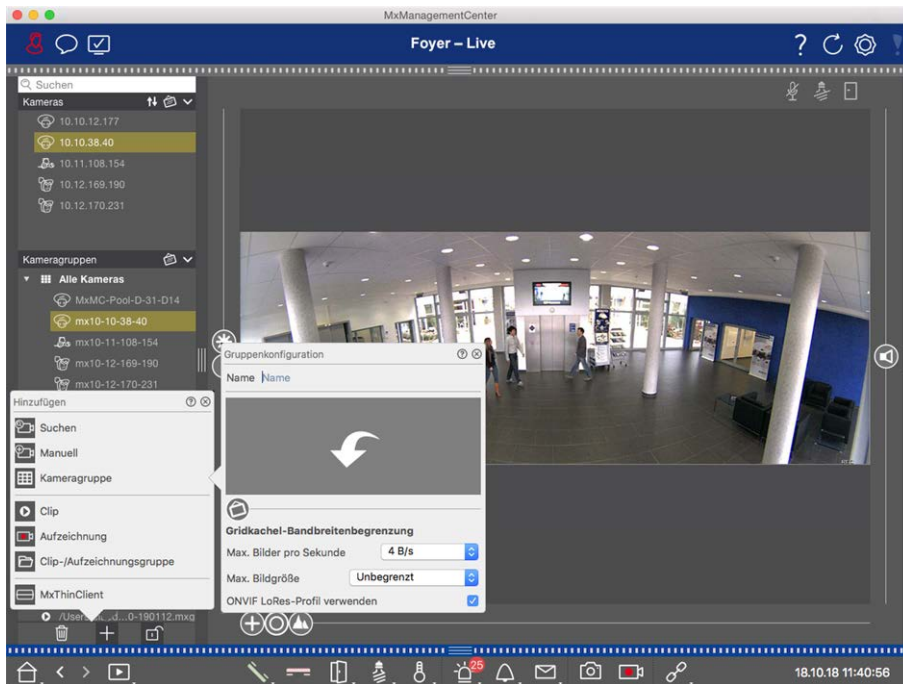 MxManagementCenter
Foyer – Live
Suchen
Kameras
10.10.12.177
10.10.38.40
10.11.108.154
10.12.169.190
10.12.170.231
Kameragruppen
Alle Kameras
MxMC-Pool-D-31-D14
mx10-10-38-40
mx10-11-108-154
mx10-12-169-190
mx10-12-170-231
Hinzufügen
Suchen
Manuell
Kameragruppe
Clip
Aufzeichnung
Clip-/Aufzeichnungsgruppe
MxThinClient
Gruppenkonfiguration
Name Name
Gridkachel-Bandbreitenbegrenzung
Max. Bilder pro Sekunde 4 B/s
Max. Bildgröße Unbegrenzt
ONVIF LoRes-Profil verwenden
0-190112.mxg
25
18.10.18 11:40:56